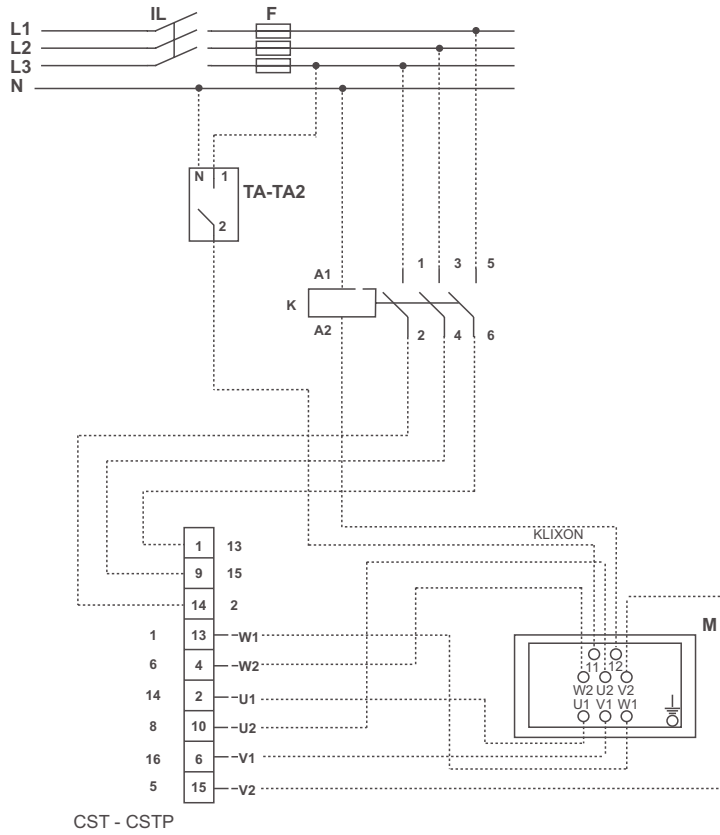 IL F
L1
L2
L3
N
N 1
TA-TA2
2
1 3 5
A1
K
A2
2 4 6
KLIXON
1 13
9 15
14 2
M
1 13 W1
11 12
6 4 W2
W2 U2 V2
14 2 U1
U1 V1 W1
8 10 U2
16 6 V1
5 15 V2
CST - CSTP